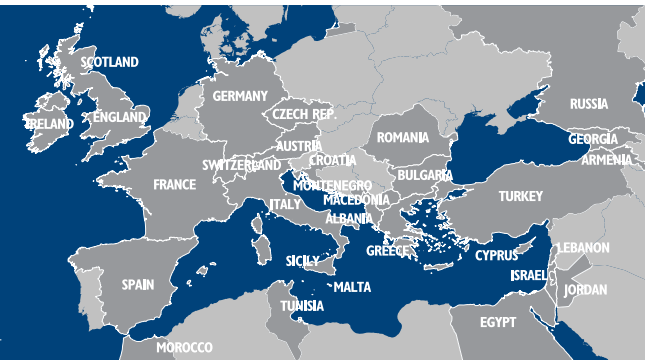 SCOTLAND
IRELAND
ENGLAND
GERMANY
CZECH REP.
AUSTRIA
SWITZERLAND
FRANCE
CROATIA
MONTENEGRO
MACEDONIA
ITALY
ALBANIA
ROMANIA
BULGARIA
RUSSIA
GEORGIA
ARMENIA
TURKEY
GREECE
SICILY
MALTA
CYPRUS
LEBANON
ISRAEL
JORDAN
SPAIN
TUNISIA
EGYPT
MOROCCO